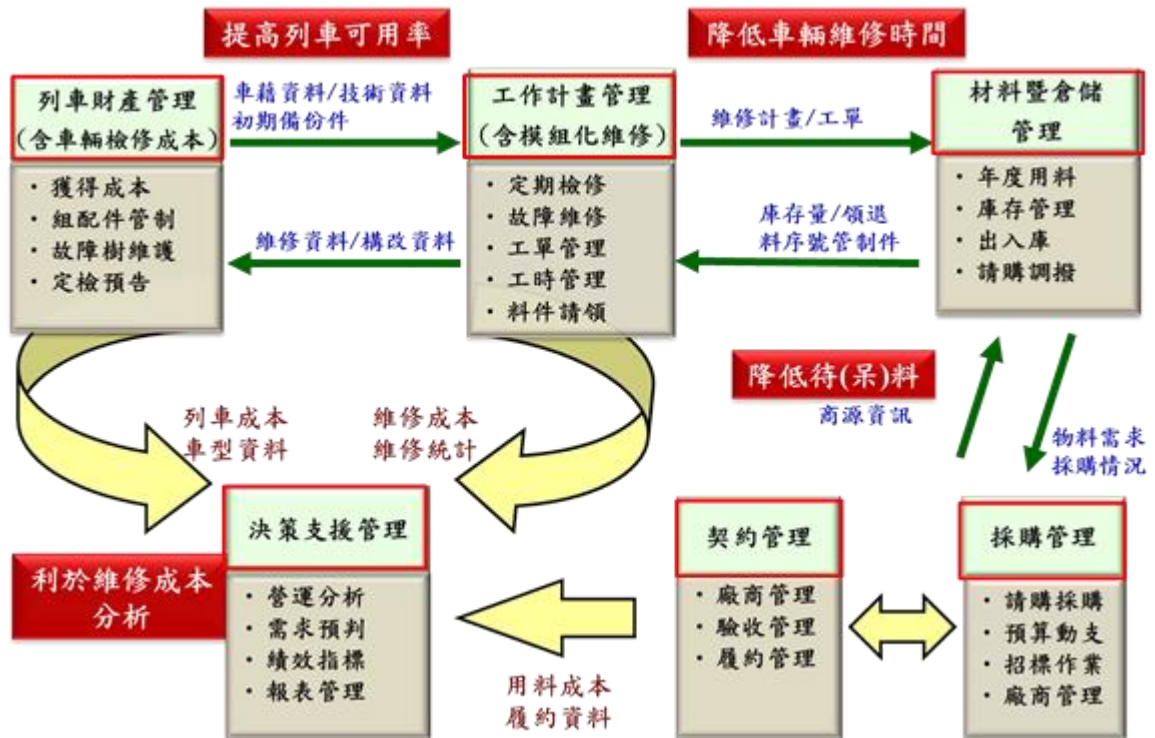 提高列車可用率
降低車輛維修時間
列車財產管理
(含車輛檢修成本)
・獲得成本
・組配件管制
・故障樹維護
・定檢預告
車藉資料/技術資料
初期備份件
維修資料/構改資料
工作計畫管理
(含模組化維修)
・定期檢修
・故障維修
・工單管理
・工時管理
・料件請領
維修計畫/工單
庫存量/領退
料序號管制件
材料暨倉儲
管理
・年度用料
・庫存管理
・出入庫
・請購調撥
降低待(呆)料
商源資訊
物料需求
採購情況
列車成本
車型資料
維修成本
維修統計
利於維修成本
分析
決策支援管理
・營運分析
・需求預判
・績效指標
・報表管理
用料成本
履約資料
契約管理
・廠商管理
・驗收管理
・履約管理
採購管理
・請購採購
・預算動支
・招標作業
・廠商管理